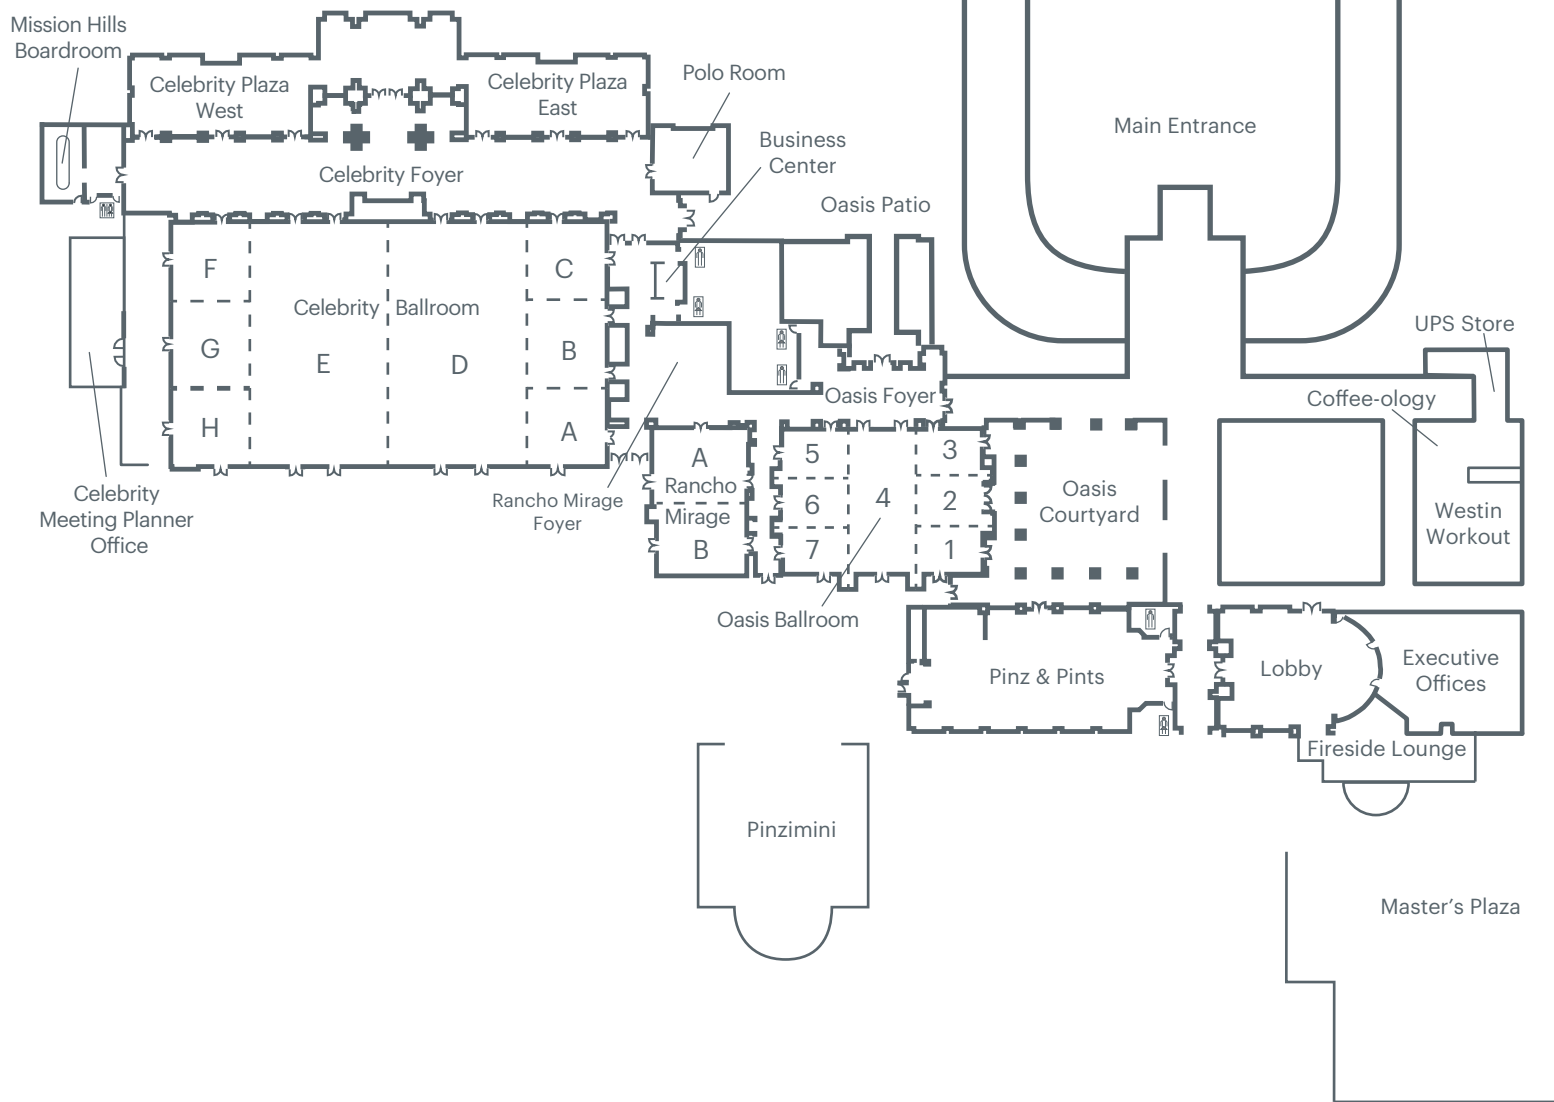 Mission Hills
Boardroom
Celebrity Plaza
West
Celebrity Plaza
East
Polo Room
Business
Center
Main Entrance
Celebrity Foyer
Oasis Patio
F
C
Celebrity Ballroom
G
E
D
B
H
A
UPS Store
Coffee-ology
Oasis Foyer
Celebrity
Meeting Planner
Office
Rancho Mirage
Foyer
A
Rancho
Mirage
B
5
3
6
4
2
7
1
Oasis
Courtyard
Westin
Workout
Oasis Ballroom
Pinz & Pints
Lobby
Executive
Offices
Fireside Lounge
Pinzimini
Master’s Plaza